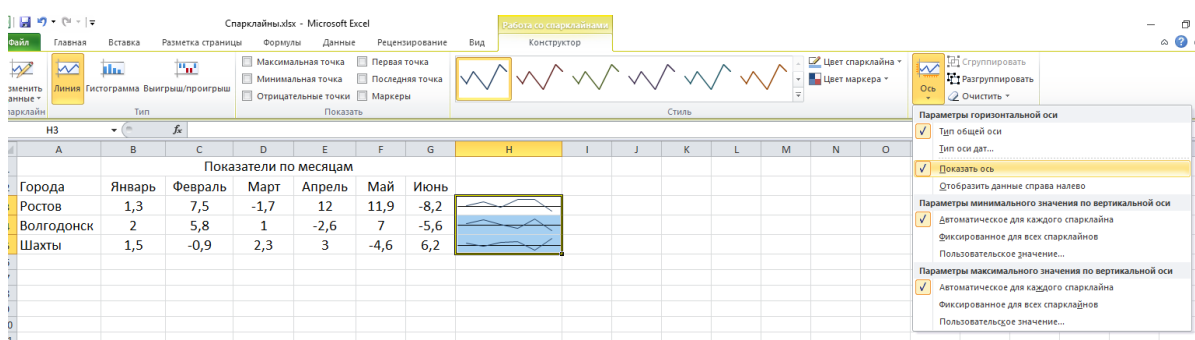 Спарклайны.xlsx - Microsoft Excel
Работа со спарклайнами
Файл Главная Вставка Разметка страницы Формулы Данные Рецензирование Вид Конструктор
Линия Гистограмма Выигрыш/проигрыш
Тип
Максимальная точка Первая точка
Минимальная точка Последняя точка
Отрицательные точки Маркеры
Показать
Стиль
Цвет спарклайна
Цвет маркера
Ось
Сгруппировать
Разгруппировать
Очистить
H3 fx
A B C D E F G H I J K L M N O
Показатели по месяцам
Города Январь Февраль Март Апрель Май Июнь
Ростов 1,3 7,5 -1,7 12 11,9 -8,2
Волгодонск 2 5,8 1 -2,6 7 -5,6
Шахты 1,5 -0,9 2,3 3 -4,6 6,2
Параметры горизонтальной оси
Тип общей оси
Тип оси дат...
Показать ось
Отобразить данные справа налево
Параметры минимального значения по вертикальной оси
Автоматическое для каждого спарклайна
Фиксированное для всех спарклайнов
Пользовательское значение...
Параметры максимального значения по вертикальной оси
Автоматическое для каждого спарклайна
Фиксированное для всех спарклайнов
Пользовательское значение...